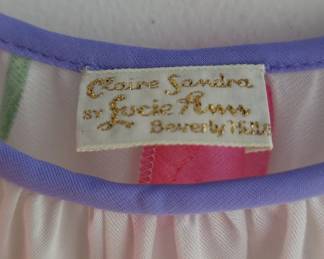 Claire Sandra
BY Lucie Ann
Beverly Hills